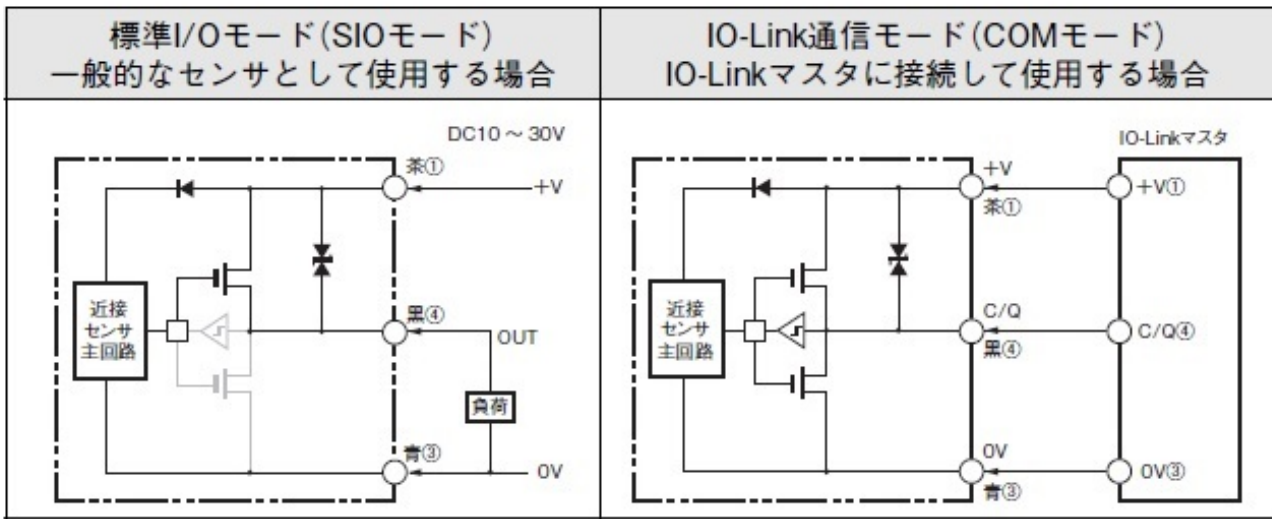 標準I/Oモード(SIOモード)
一般的なセンサとして使用する場合
IO-Link通信モード(COMモード)
IO-Linkマスタに接続して使用する場合
DC10～30V
茶①
+V
近接
センサ
主回路
黒④
OUT
負荷
青③
0V
IO-Linkマスタ
+V
茶①
+V①
近接
センサ
主回路
C/Q
黒④
C/Q④
0V
青③
0V③